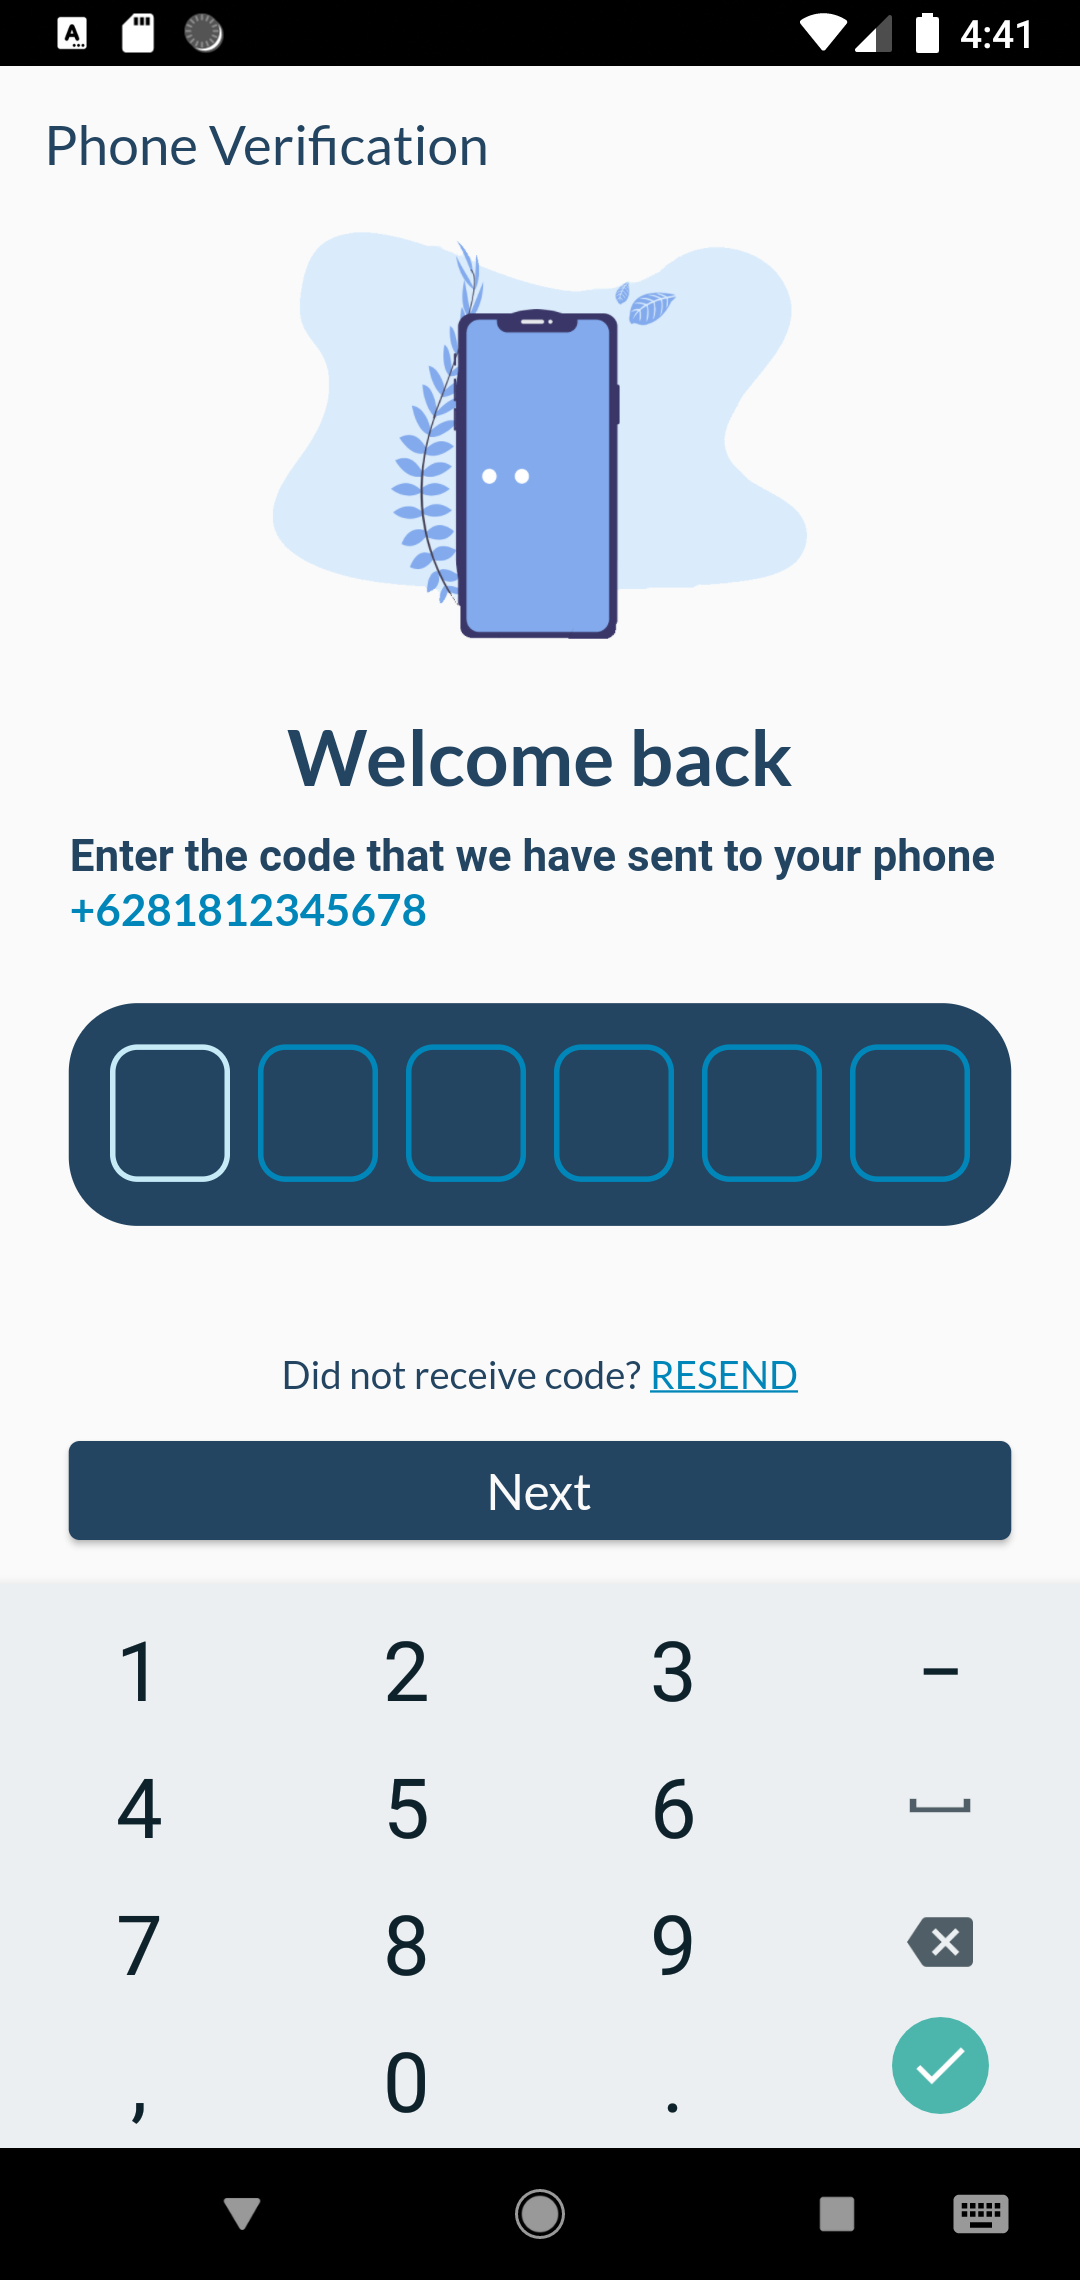 4:41
Phone Verification
Welcome back
Enter the code that we have sent to your phone
+6281812345678
Did not receive code? RESEND
Next
1 2 3 –
4 5 6
7 8 9
, 0 .